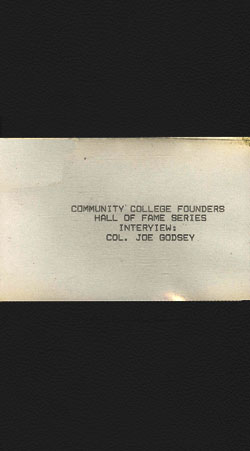 COMMUNITY COLLEGE FOUNDERS
HALL OF FAME SERIES
INTERVIEW:
COL. JOE GODSEY